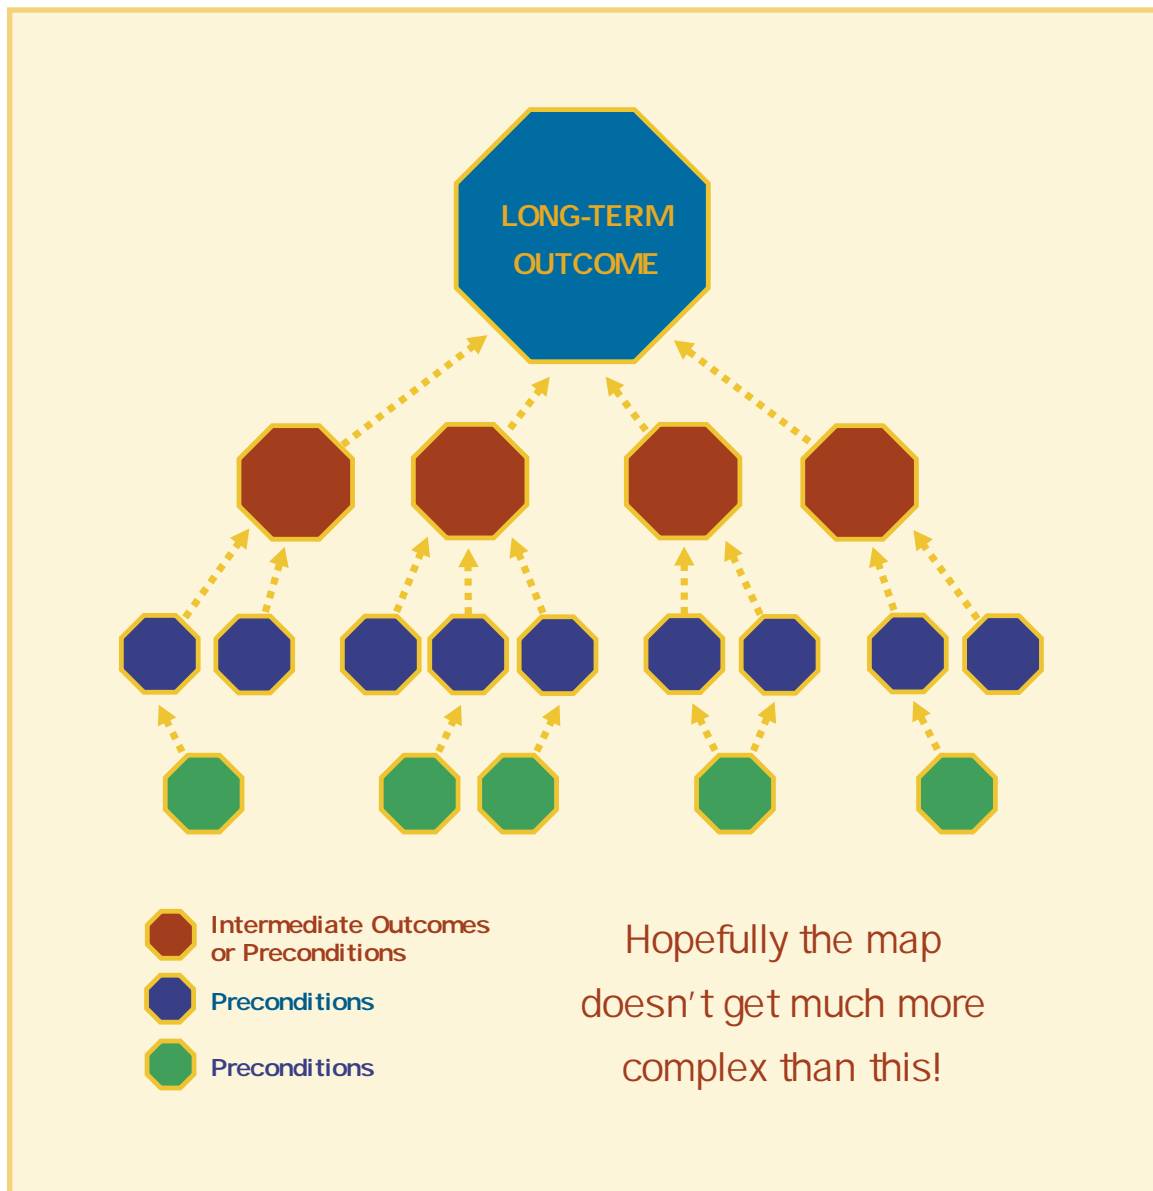 LONG-TERM
OUTCOME
Intermediate Outcomes
or Preconditions
Preconditions
Preconditions
Hopefully the map
doesn't get much more
complex than this!